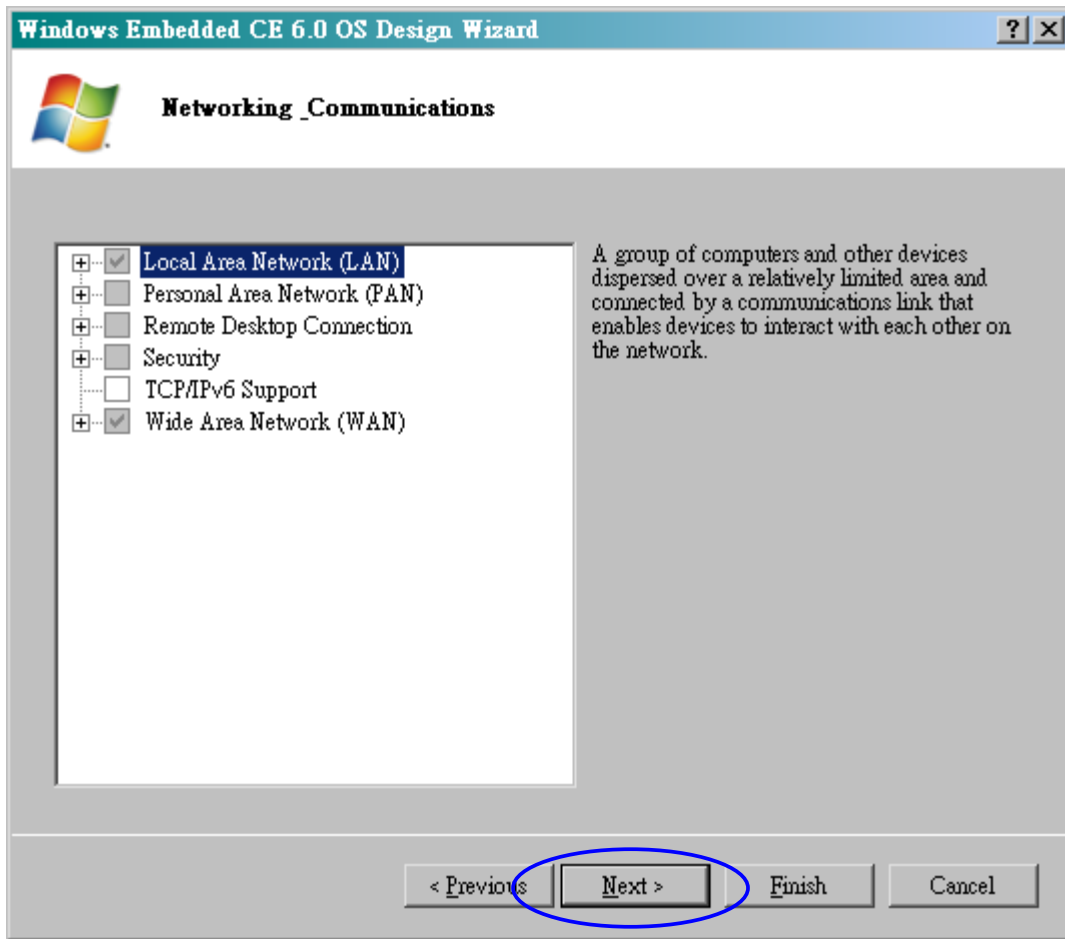 Windows Embedded CE 6.0 OS Design Wizard
Networking _Communications
Local Area Network (LAN)
Personal Area Network (PAN)
Remote Desktop Connection
Security
TCP/IPv6 Support
Wide Area Network (WAN)
A group of computers and other devices
dispersed over a relatively limited area and
connected by a communications link that
enables devices to interact with each other on
the network.
< Previous
Next >
Finish
Cancel